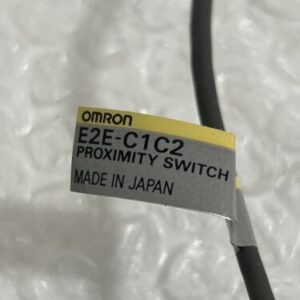 OMRON
E2E-C1C2
PROXIMITY SWITCH
MADE IN JAPAN